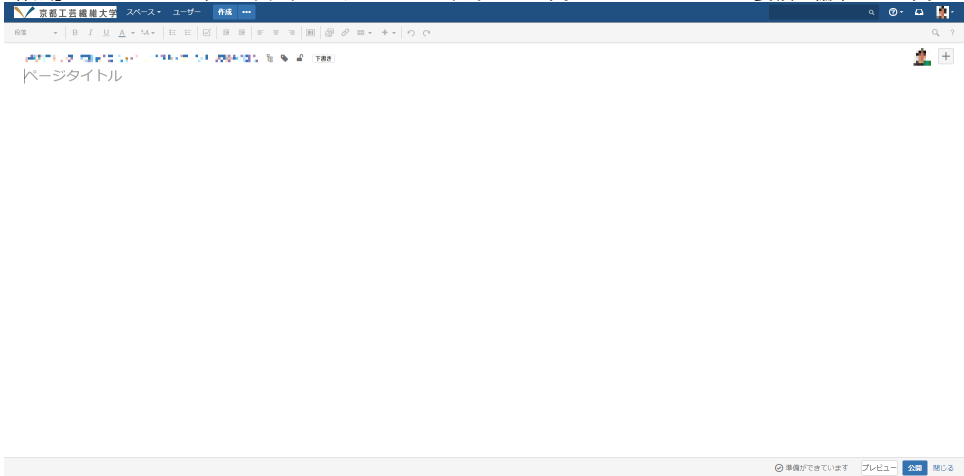 京都工芸繊維大学 スペース ユーザー 作成 •••
段落 B I U A
下書き
ページタイトル
準備ができています プレビュー 公開 閉じる